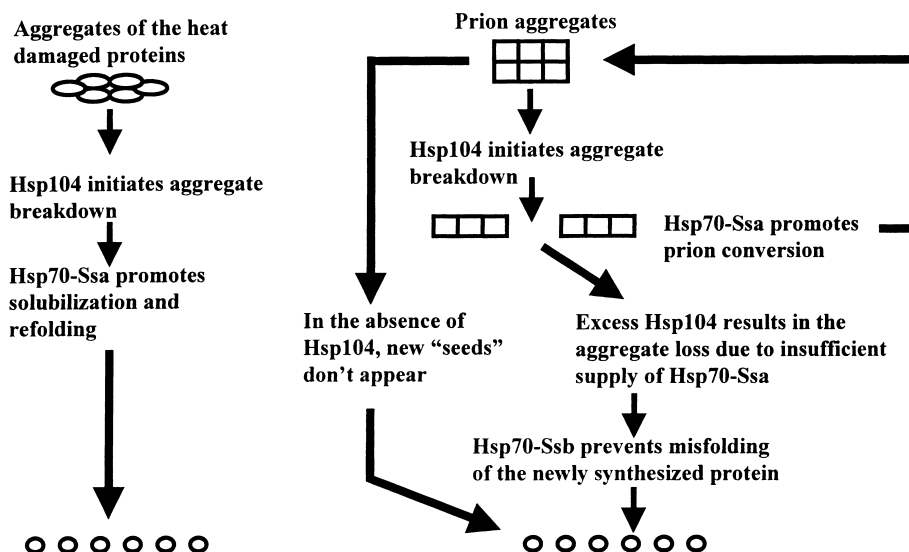 Aggregates of the heat
damaged proteins
Hsp104 initiates aggregate
breakdown
Hsp70-Ssa promotes
solubilization and
refolding
Prion aggregates
Hsp104 initiates aggregate
breakdown
Hsp70-Ssa promotes
prion conversion
In the absence of
Hsp104, new “seeds”
don’t appear
Excess Hsp104 results in the
aggregate loss due to insufficient
supply of Hsp70-Ssa
Hsp70-Ssb prevents misfolding
of the newly synthesized protein